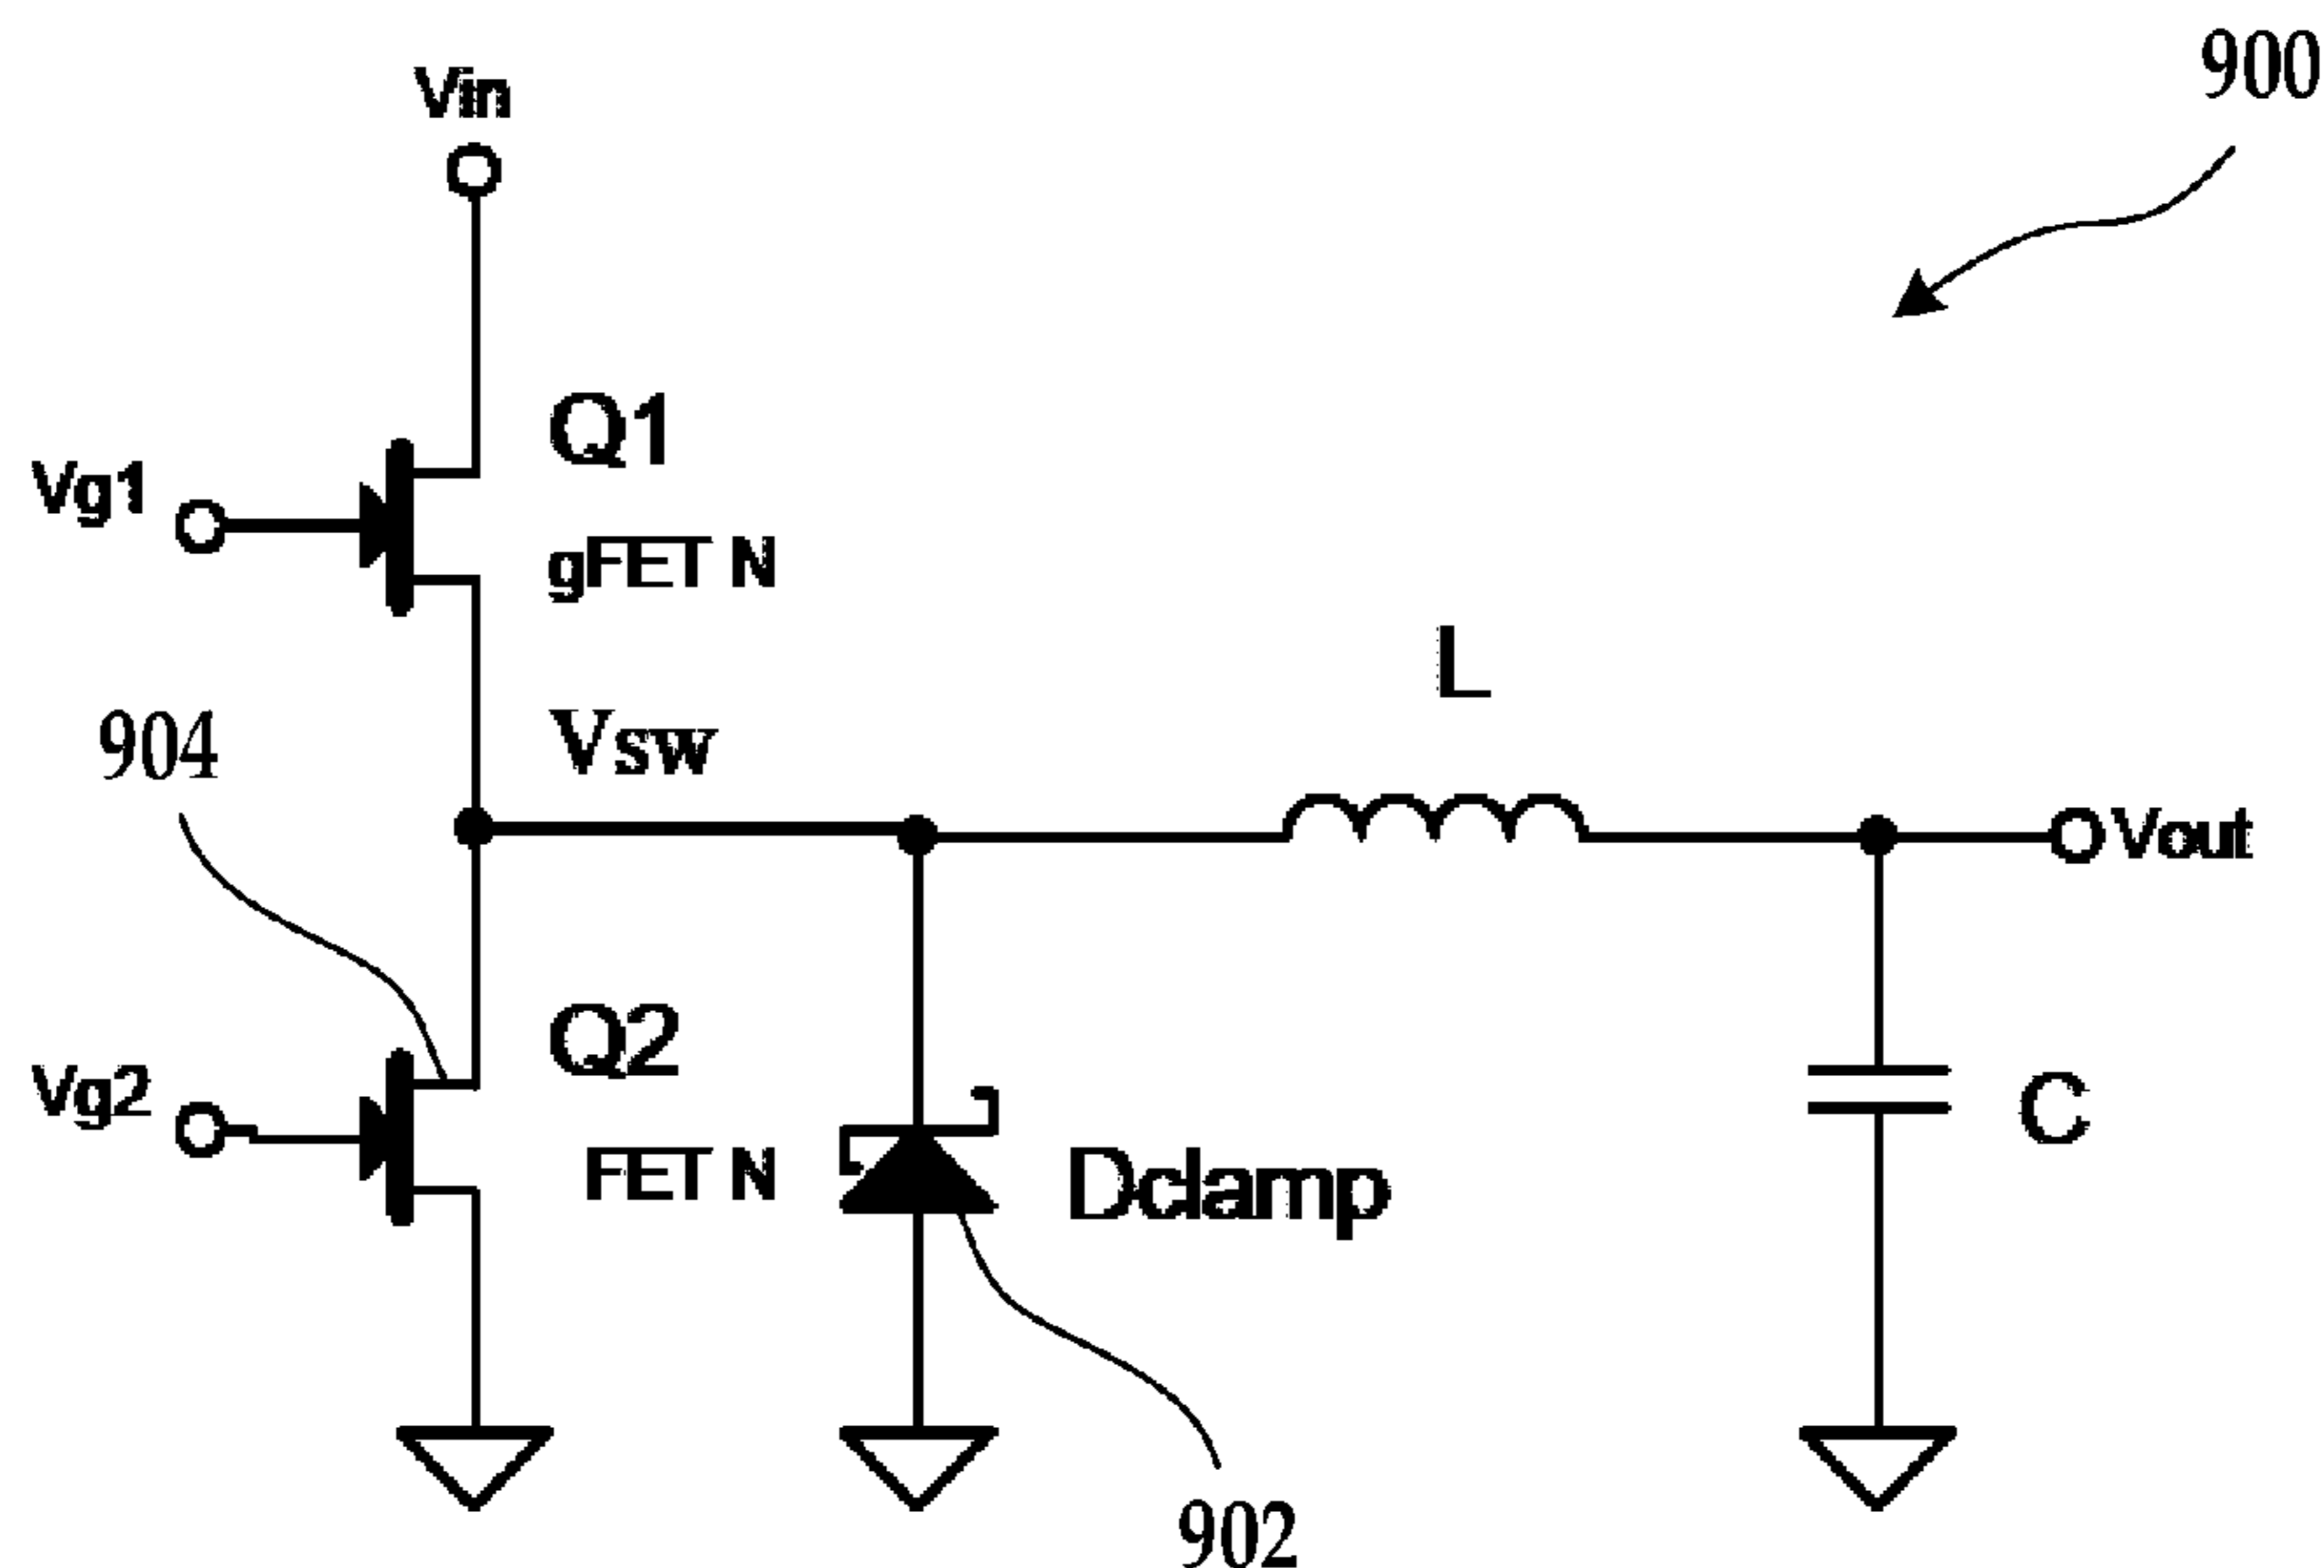 900
Vin
Q1
Vg1
gFET N
L
904
Vsw
Vout
Q2
Vg2
C
FET N
Dclamp
902